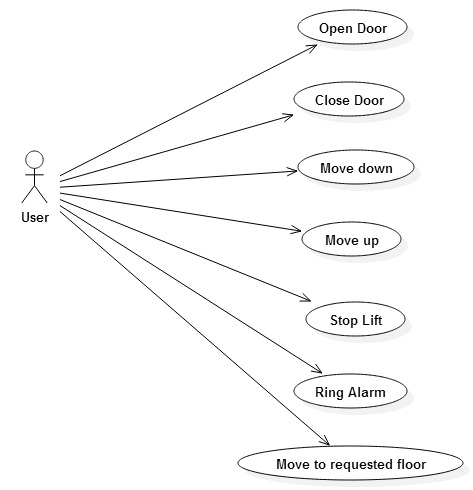 Open Door
Close Door
Move down
User
Move up
Stop Lift
Ring Alarm
Move to requested floor